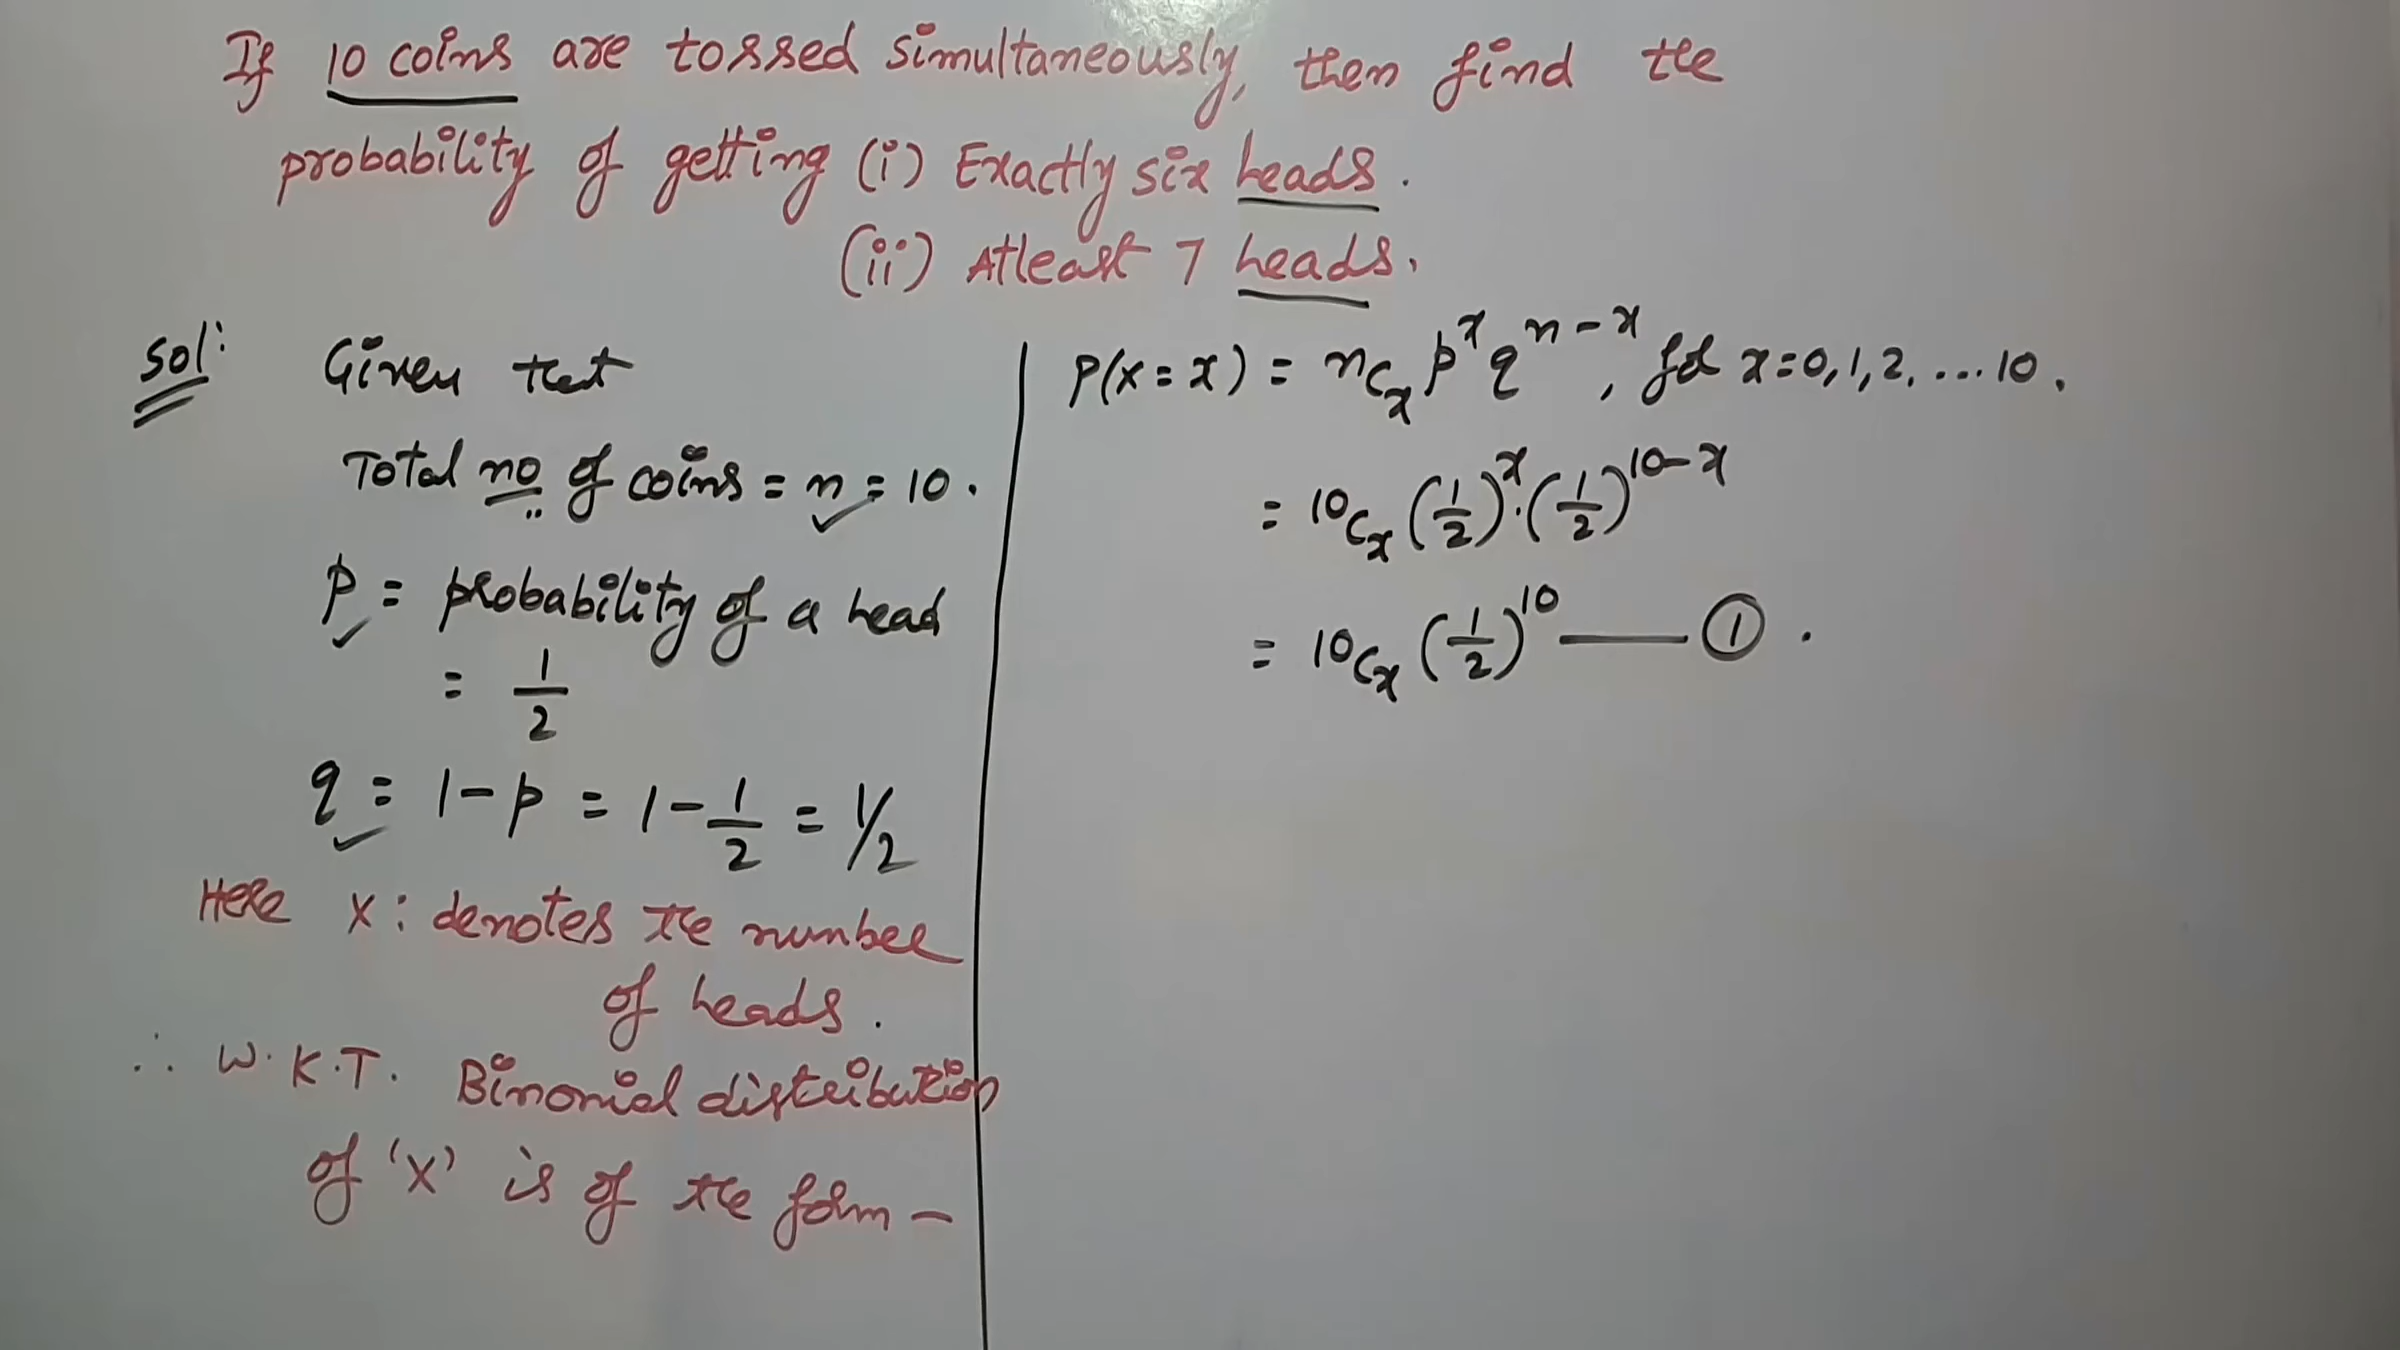 If 10 coins are tossed simultaneously, then find the
probability of getting (i) Exactly six heads.
(ii) Atleast 7 heads.
Sol:
Given that
Total no of coins = n = 10.
p = probability of a head
= 1/2
q = 1-p = 1-1/2 = 1/2
Here X: denotes the number
of heads.
∴ W.K.T. Binomial distribution
of 'X' is of the form -
P(X=x) = nCx p^x q^(n-x), for x=0,1,2,...10.
= 10Cx (1/2)^x.(1/2)^(10-x)
= 10Cx (1/2)^10 —— ①.